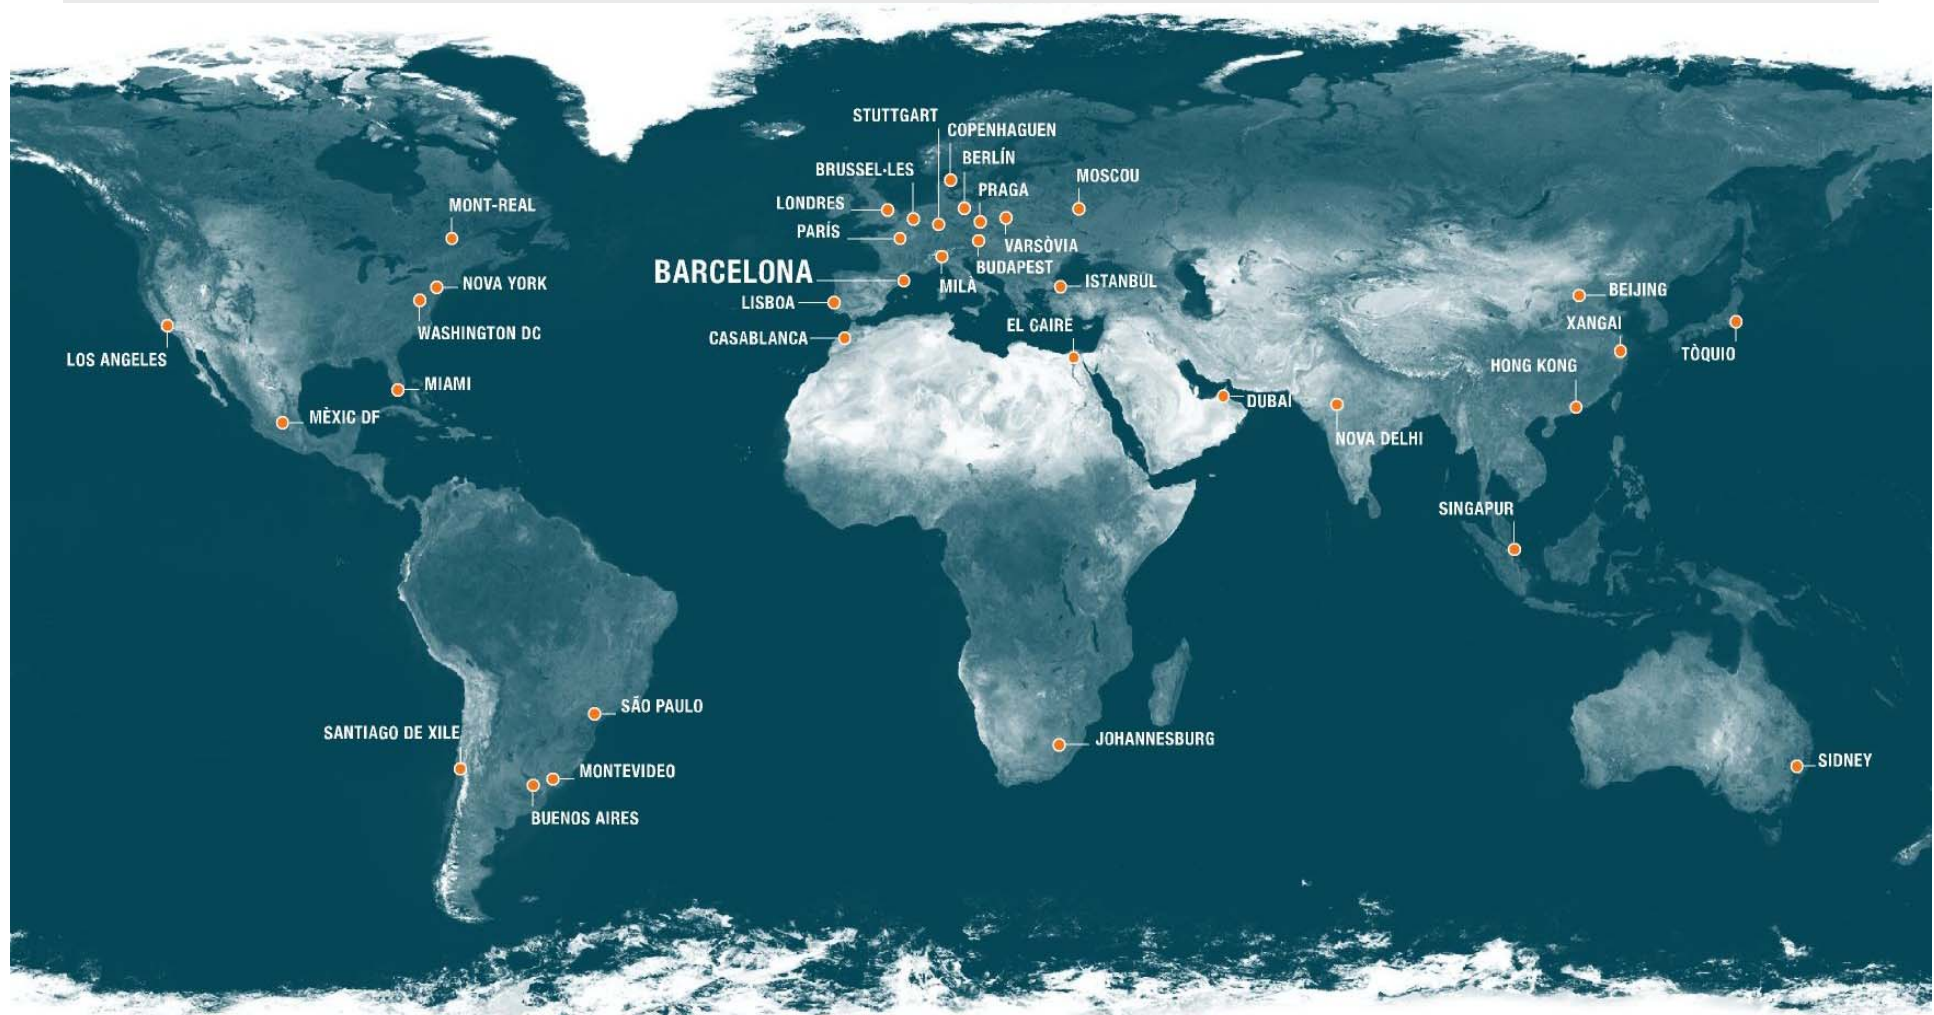 STUTTGART
COPENHAGUEN
BERLÍN
BRUSSEL·LES
MOSCOU
PRAGA
LONDRES
MONT-REAL
PARÍS
VARSÒVIA
BUDAPEST
BARCELONA
ISTANBUL
NOVA YORK
MILÀ
BEIJING
LISBOA
XANGAI
EL CAIRE
WASHINGTON DC
CASABLANCA
TÒQUIO
LOS ANGELES
HONG KONG
MIAMI
DUBAI
MÈXIC DF
NOVA DELHI
SINGAPUR
SÃO PAULO
SANTIAGO DE XILE
JOHANNESBURG
SIDNEY
MONTEVIDEO
BUENOS AIRES